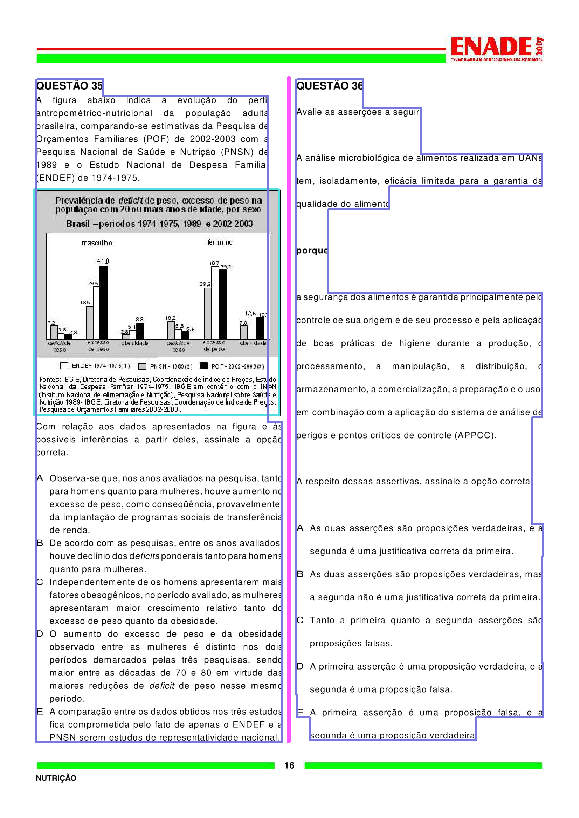 ENADE 2007
QUESTÃO 35
A figura abaixo indica a evolução do perfil
antropométrico-nutricional da população adulta
brasileira, comparando-se estimativas da Pesquisa de
Orçamentos Familiares (POF) de 2002-2003 com a
Pesquisa Nacional de Saúde e Nutrição (PNSN) de
1989 e o Estudo Nacional de Despesa Familiar
(ENDEF) de 1974-1975.
Prevalência de deficit de peso, excesso de peso na
população com 20 ou mais anos de idade, por sexo
Brasil – períodos 1974-1975, 1989 e 2002-2003
masculino
feminino
Fontes: IBGE, Diretoria de Pesquisas, Coordenação de Índice de Preços, Estudo
Nacional da Despesa Familiar 1974-1975; IBGE em convênio com o INAN
(Instituto Nacional de Alimentação e Nutrição), Pesquisa Nacional sobre Saúde e
Nutrição 1989; IBGE, Diretoria de Pesquisas, Coordenação de Índice de Preços,
Pesquisa de Orçamentos Familiares 2002-2003.
Com relação aos dados apresentados na figura e às
possíveis inferências a partir deles, assinale a opção
correta.
A Observa-se que, nos anos avaliados na pesquisa, tanto
para homens quanto para mulheres, houve aumento no
excesso de peso, como conseqüência, provavelmente,
da implantação de programas sociais de transferência
de renda.
B De acordo com as pesquisas, entre os anos avaliados,
houve declínio dos deficits ponderais tanto para homens
quanto para mulheres.
C Independentemente de os homens apresentarem mais
fatores obesogênicos, no período avaliado, as mulheres
apresentaram maior crescimento relativo tanto do
excesso de peso quanto da obesidade.
D O aumento do excesso de peso e da obesidade
observado entre as mulheres é distinto nos dois
períodos demarcados pelas três pesquisas, sendo
maior entre as décadas de 70 e 80 em virtude das
maiores reduções de deficit de peso nesse mesmo
período.
E A comparação entre os dados obtidos nos três estudos
fica comprometida pelo fato de apenas o ENDEF e a
PNSN serem estudos de representatividade nacional.
QUESTÃO 36
Avalie as asserções a seguir.
A análise microbiológica de alimentos realizada em UANs
tem, isoladamente, eficácia limitada para a garantia da
qualidade do alimento
porque
a segurança dos alimentos é garantida principalmente pelo
controle de sua origem e de seu processo e pela aplicação
de boas práticas de higiene durante a produção, o
processamento, a manipulação, a distribuição, o
armazenamento, a comercialização, a preparação e o uso,
em combinação com a aplicação do sistema de análise de
perigos e pontos críticos de controle (APPCC).
A respeito dessas assertivas, assinale a opção correta.
A As duas asserções são proposições verdadeiras, e a
segunda é uma justificativa correta da primeira.
B As duas asserções são proposições verdadeiras, mas
a segunda não é uma justificativa correta da primeira.
C Tanto a primeira quanto a segunda asserções são
proposições falsas.
D A primeira asserção é uma proposição verdadeira, e a
segunda é uma proposição falsa.
E A primeira asserção é uma proposição falsa, e a
segunda é uma proposição verdadeira.
16
NUTRIÇÃO